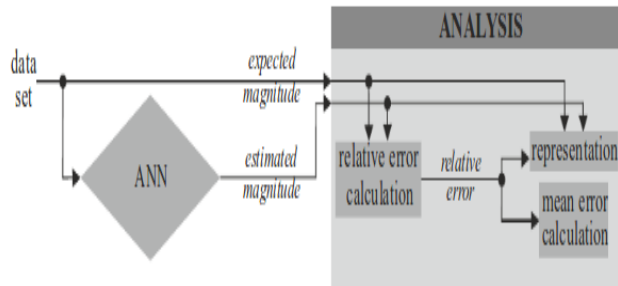 ANALYSIS
data
set
expected
magnitude
ANN
estimated
magnitude
relative error
calculation
relative
error
representation
mean error
calculation